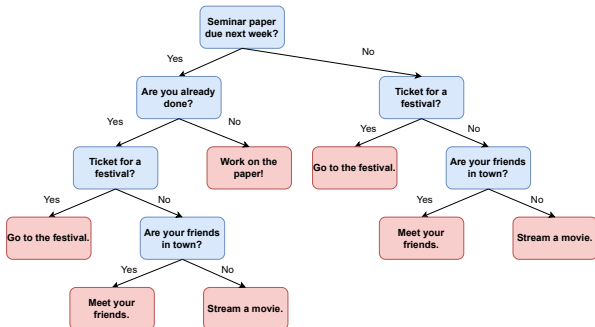 Seminar paper
due next week?
Yes
No
Are you already
done?
Ticket for a
festival?
Yes
No
Yes
No
Ticket for a
festival?
Work on the
paper!
Go to the festival.
Are your friends
in town?
Yes
No
Yes
No
Go to the festival.
Are your friends
in town?
Meet your
friends.
Stream a movie.
Yes
No
Meet your
friends.
Stream a movie.